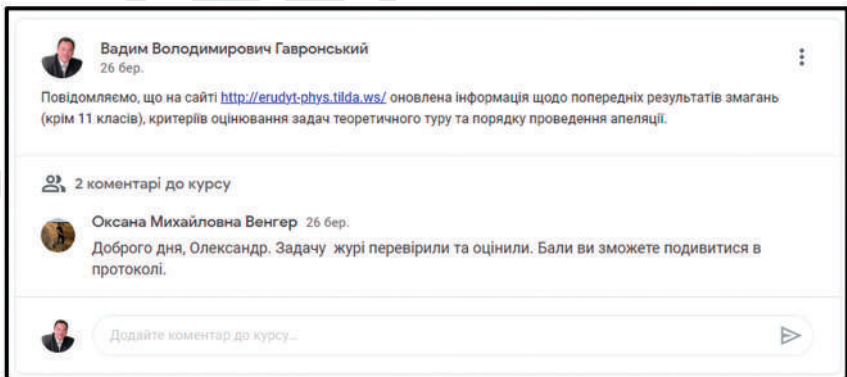 Вадим Володимирович Гавронський
26 бер.
Повідомляємо, що на сайті http://erudyt-phys.tilda.ws/ оновлена інформація щодо попередніх результатів змагань
(крім 11 класів), критеріїв оцінювання задач теоретичного туру та порядку проведення апеляції.
2 коментарі до курсу
Оксана Михайловна Венгер 26 бер.
Доброго дня, Олександр. Задачу журі перевірили та оцінили. Бали ви зможете подивитися в
протоколі.
Додайте коментар до курсу...